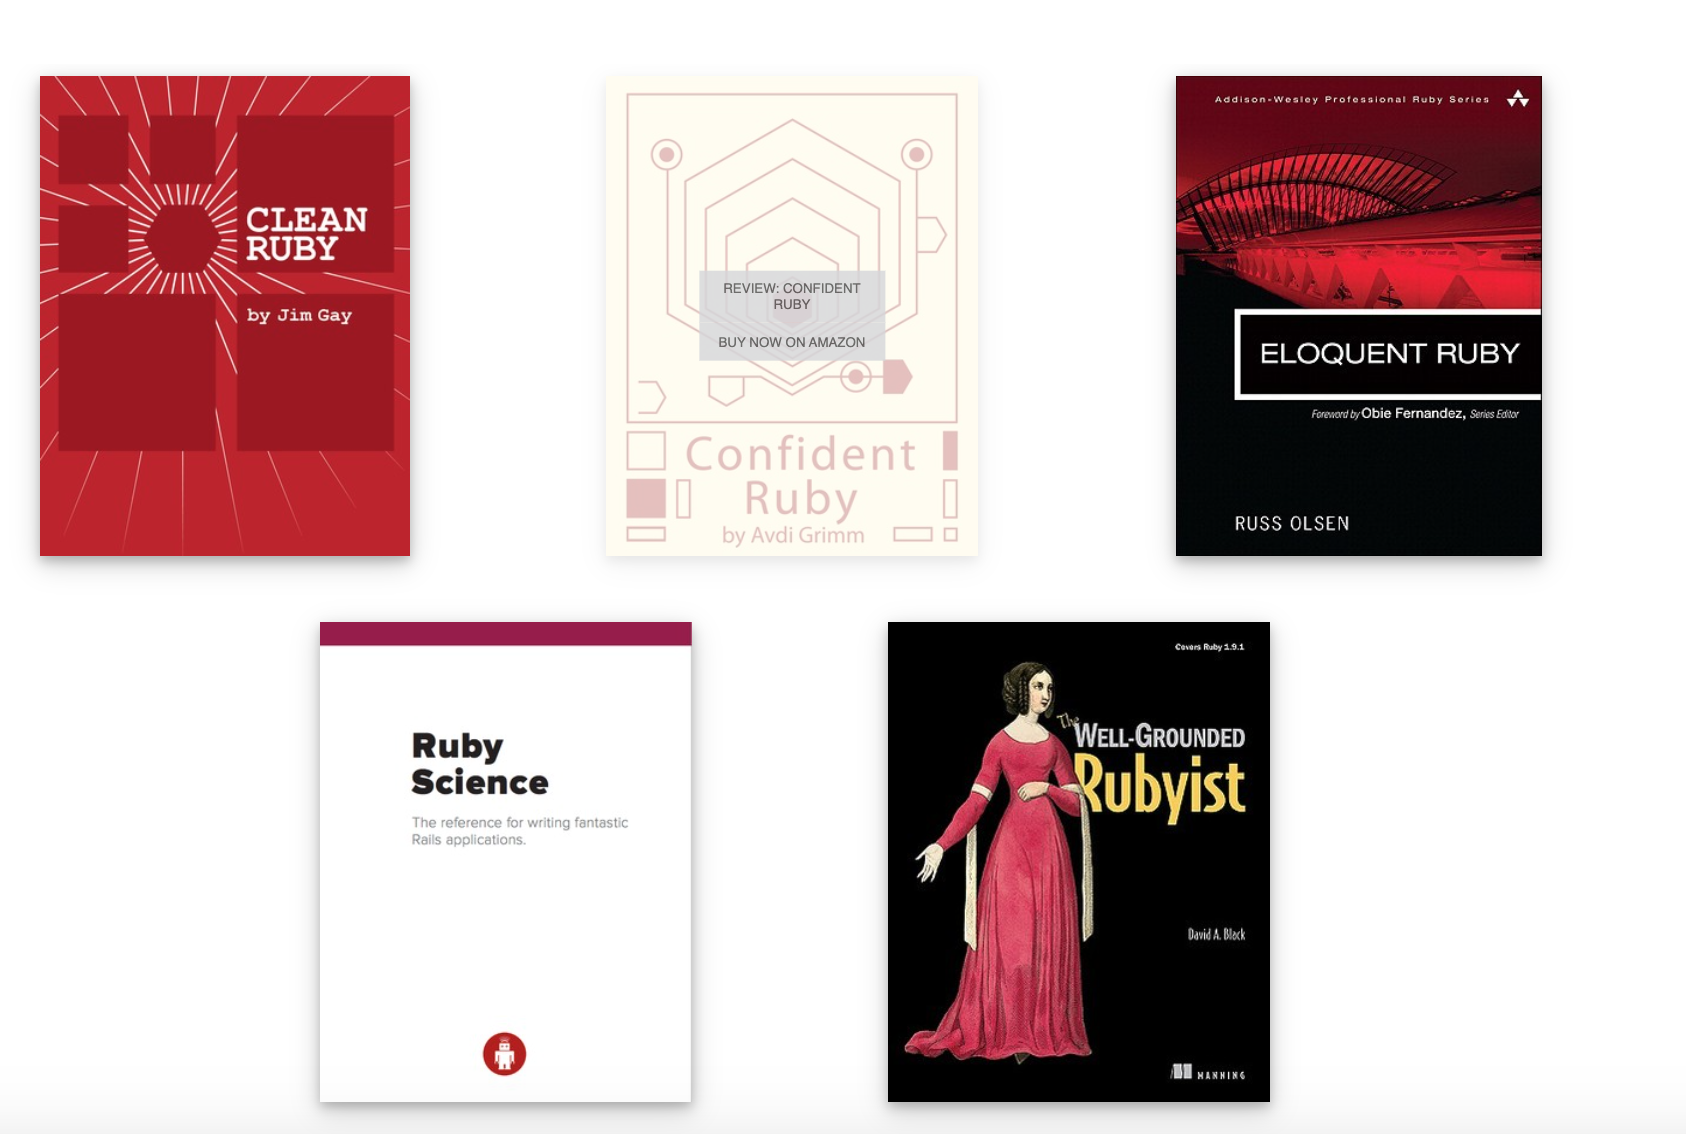 CLEAN
RUBY
by Jim Gay
REVIEW: CONFIDENT
RUBY
BUY NOW ON AMAZON
Confident
Ruby
by Avdi Grimm
Addison-Wesley Professional Ruby Series
ELOQUENT RUBY
Foreword by Obie Fernandez, Series Editor
RUSS OLSEN
Ruby
Science
The reference for writing fantastic
Rails applications.
Covers Ruby 1.9.1
The
WELL-GROUNDED
Rubyist
David A. Black
MANNING